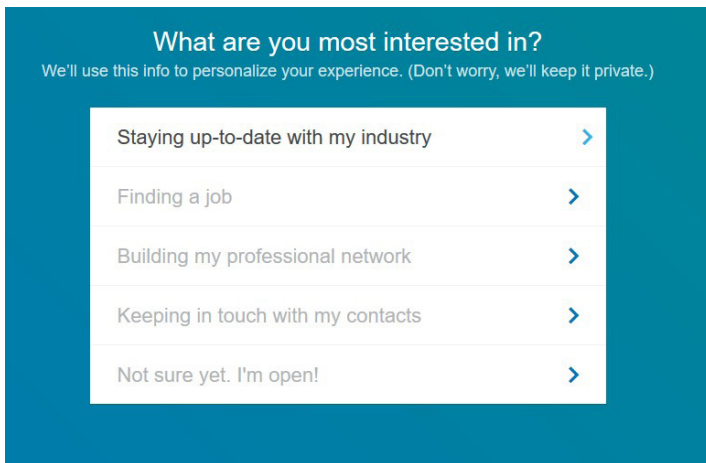 What are you most interested in?
We'll use this info to personalize your experience. (Don't worry, we'll keep it private.)
Staying up-to-date with my industry
Finding a job
Building my professional network
Keeping in touch with my contacts
Not sure yet. I'm open!